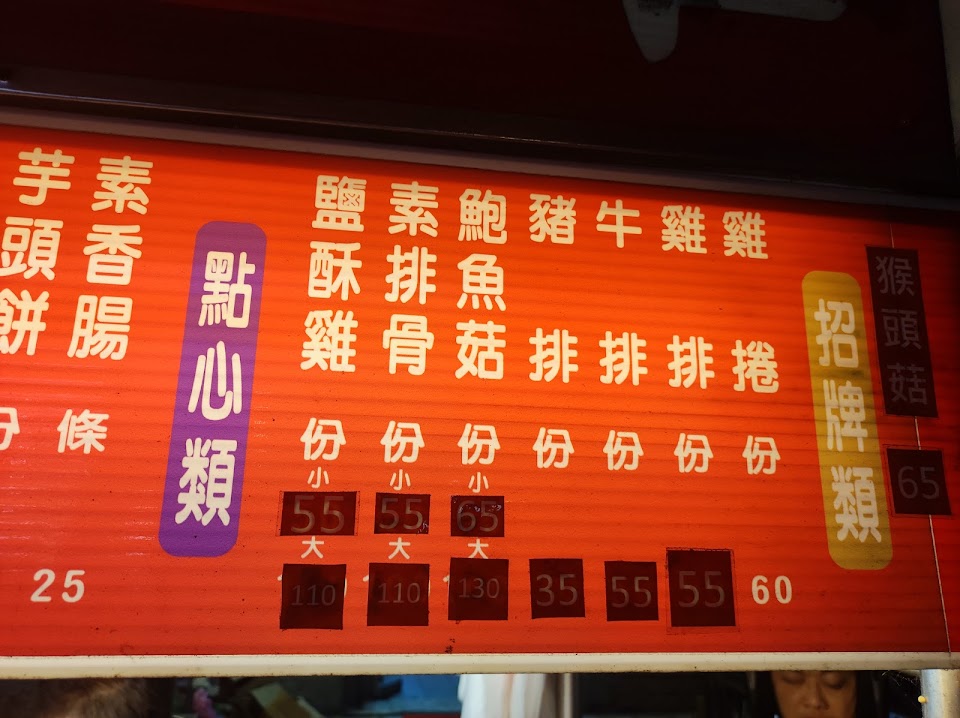 猴頭菇 65
招牌類
雞捲 份 60
雞排 份 55
牛排 份 55
豬排 份 35
鮑魚菇 份 小 65 大 130
素排骨 份 小 55 大 110
鹽酥雞 份 小 55 大 110
點心類
素香腸 條 25
芋頭餅 份